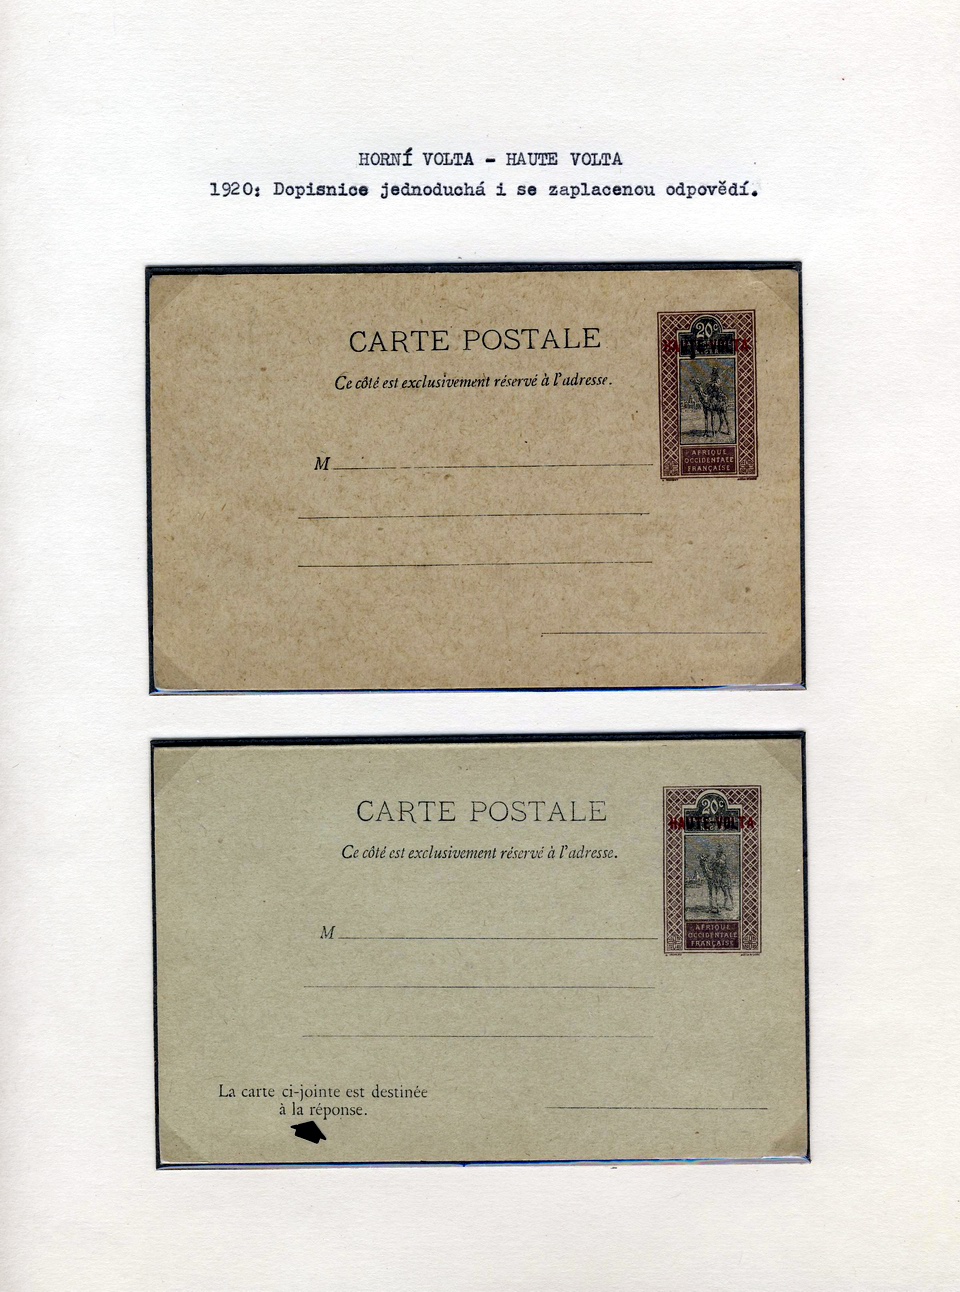 HORNÍ VOLTA - HAUTE VOLTA
1920: Dopisnice jednoduchá i se zaplacenou odpovědí.
CARTE POSTALE
Ce côté est exclusivement réservé à l'adresse.
20c
HAUTE-VOLTA
M
AFRIQUE
OCCIDENTALE
FRANÇAISE
CARTE POSTALE
Ce côté est exclusivement réservé à l'adresse.
20c
HAUTE-VOLTA
M
AFRIQUE
OCCIDENTALE
FRANÇAISE
La carte ci-jointe est destinée
à la réponse.